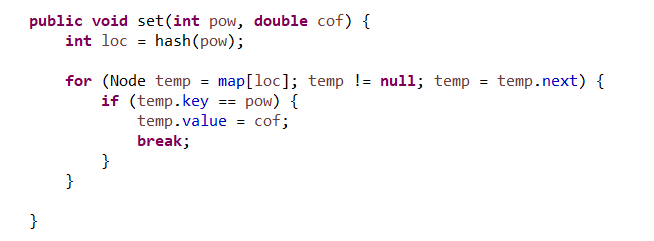 public void set(int pow, double cof) {
    int loc = hash(pow);

    for (Node temp = map[loc]; temp != null; temp = temp.next) {
        if (temp.key == pow) {
            temp.value = cof;
            break;
        }
    }

}